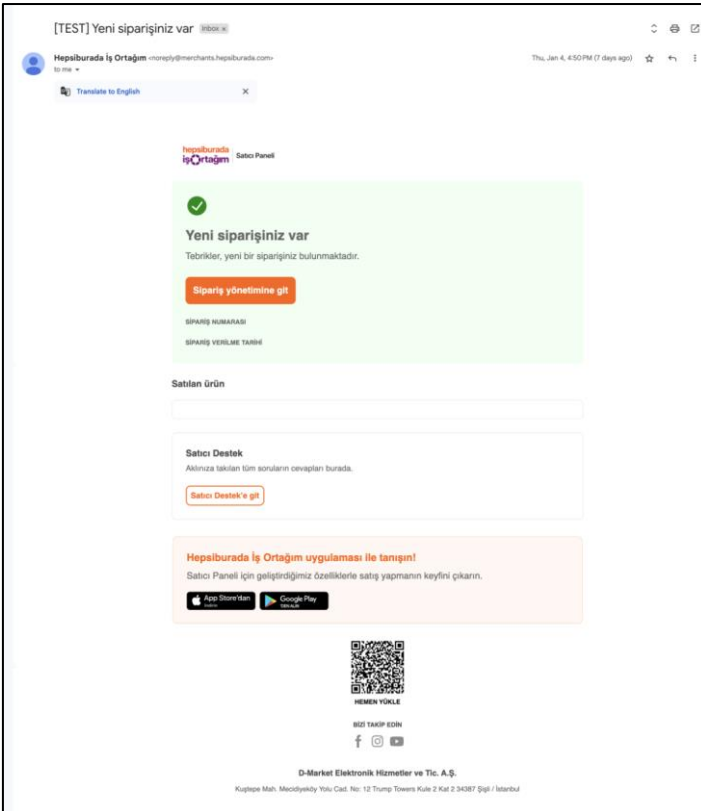 [TEST] Yeni siparişiniz var Inbox x
Hepsiburada İş Ortağım <noreply@merchants.hepsiburada.com> Thu, Jan 4, 4:50 PM (7 days ago)
to me
Translate to English X
hepsiburada
işOrtağım Satıcı Paneli
Yeni siparişiniz var
Tebrikler, yeni bir siparişiniz bulunmaktadır.
Sipariş yönetimine git
SİPARİŞ NUMARASI
SİPARİŞ VERİLME TARİHİ
Satılan ürün
Satıcı Destek
Aklınıza takılan tüm soruların cevapları burada.
Satıcı Destek'e git
Hepsiburada İş Ortağım uygulaması ile tanışın!
Satıcı Paneli için geliştirdiğimiz özelliklerle satış yapmanın keyfini çıkarın.
App Store'dan Google Play
HEMEN YÜKLE
BİZİ TAKİP EDİN
D-Market Elektronik Hizmetler ve Tic. A.Ş.
Kuştepe Mah. Mecidiyeköy Yolu Cad. No: 12 Trump Towers Kule 2 Kat 2 34387 Şişli / İstanbul